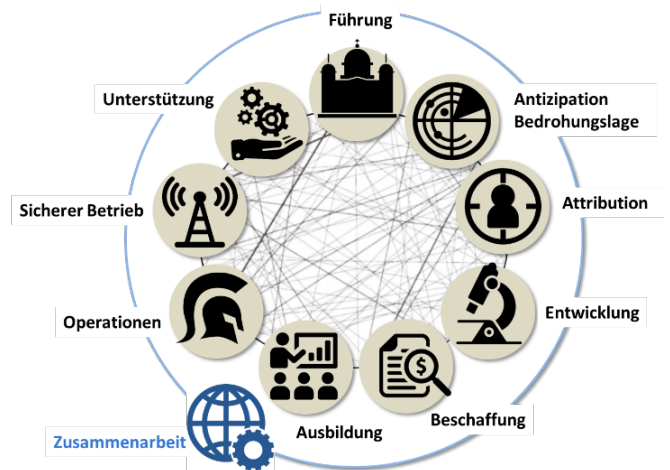 Führung
Antizipation
Bedrohungslage
Attribution
Entwicklung
Beschaffung
Ausbildung
Zusammenarbeit
Operationen
Sicherer Betrieb
Unterstützung
$